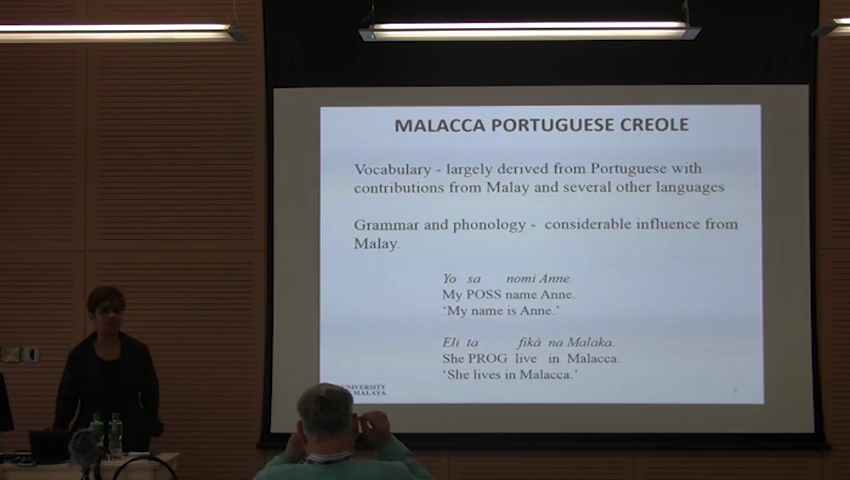 MALACCA PORTUGUESE CREOLE
Vocabulary - largely derived from Portuguese with
contributions from Malay and several other languages
Grammar and phonology - considerable influence from
Malay.
Yo sa nomi Anne.
My POSS name Anne.
‘My name is Anne.’
Eli ta fiká na Malaka.
She PROG live in Malacca.
‘She lives in Malacca.’
UNIVERSITY
MALAYA